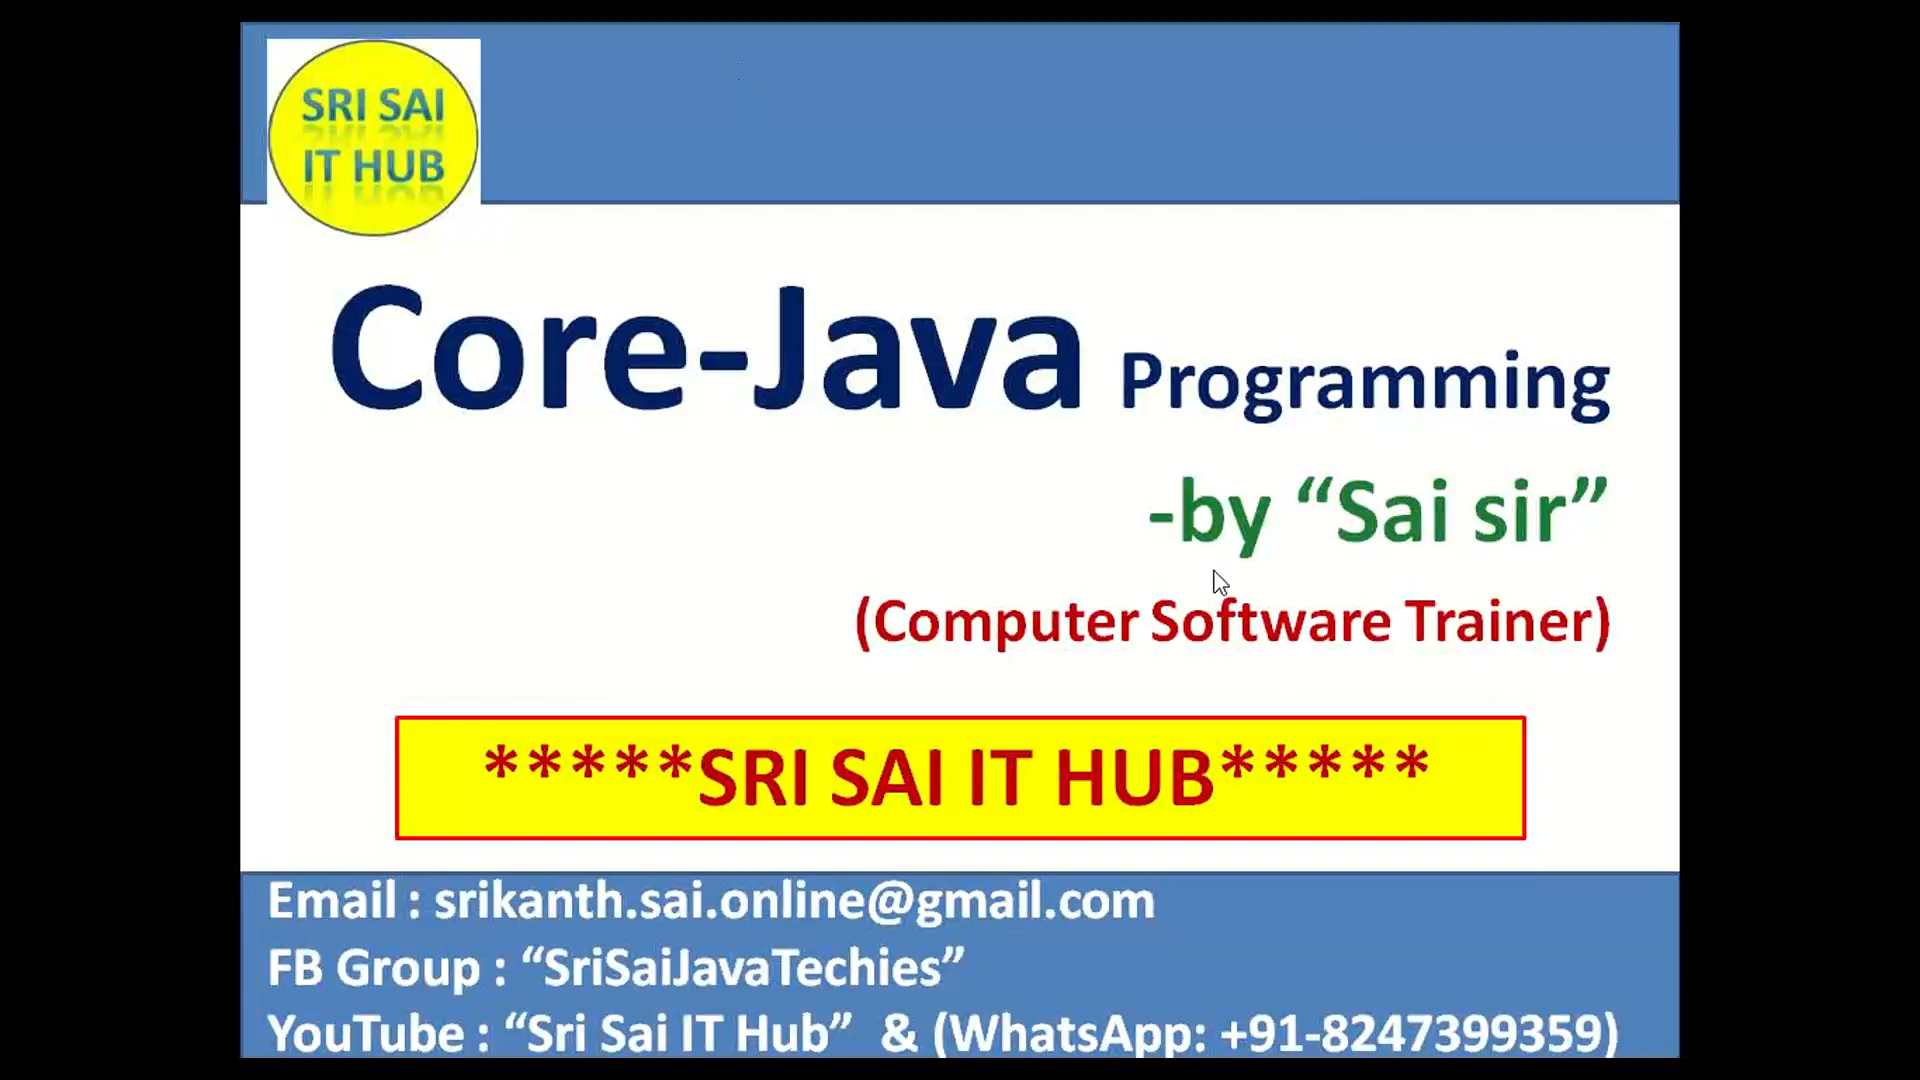 SRI SAI
IT HUB
Core-Java Programming
-by “Sai sir”
(Computer Software Trainer)
*****SRI SAI IT HUB*****
Email : srikanth.sai.online@gmail.com
FB Group : “SriSaiJavaTechies”
YouTube : “Sri Sai IT Hub” & (WhatsApp: +91-8247399359)